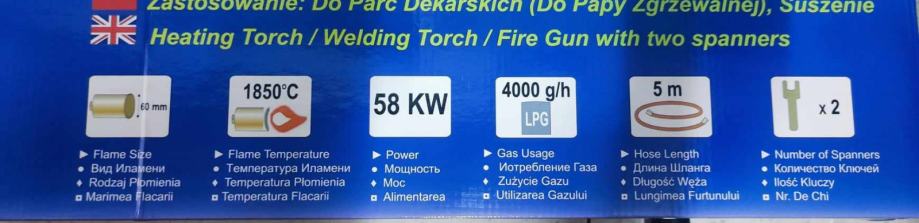 Zastosowanie: Do Parc Dekarskich (Do Papy Zgrzewalnej), Suszenie
Heating Torch / Welding Torch / Fire Gun with two spanners
60 mm
1850°C
58 KW
4000 g/h
LPG
5 m
x 2
► Flame Size
● Вид Иламени
♦ Rodzaj Płomienia
◘ Marimea Flacarii
► Flame Temperature
● Температура Иламени
♦ Temperatura Płomienia
◘ Temperatura Flacarii
► Power
● Мощность
♦ Moc
◘ Alimentarea
► Gas Usage
● Иотребление Газа
♦ Zużycie Gazu
◘ Utilizarea Gazului
► Hose Length
● Длина Шланга
♦ Długość Węża
◘ Lungimea Furtunului
► Number of Spanners
● Количество Ключей
♦ Ilość Kluczy
◘ Nr. De Chi